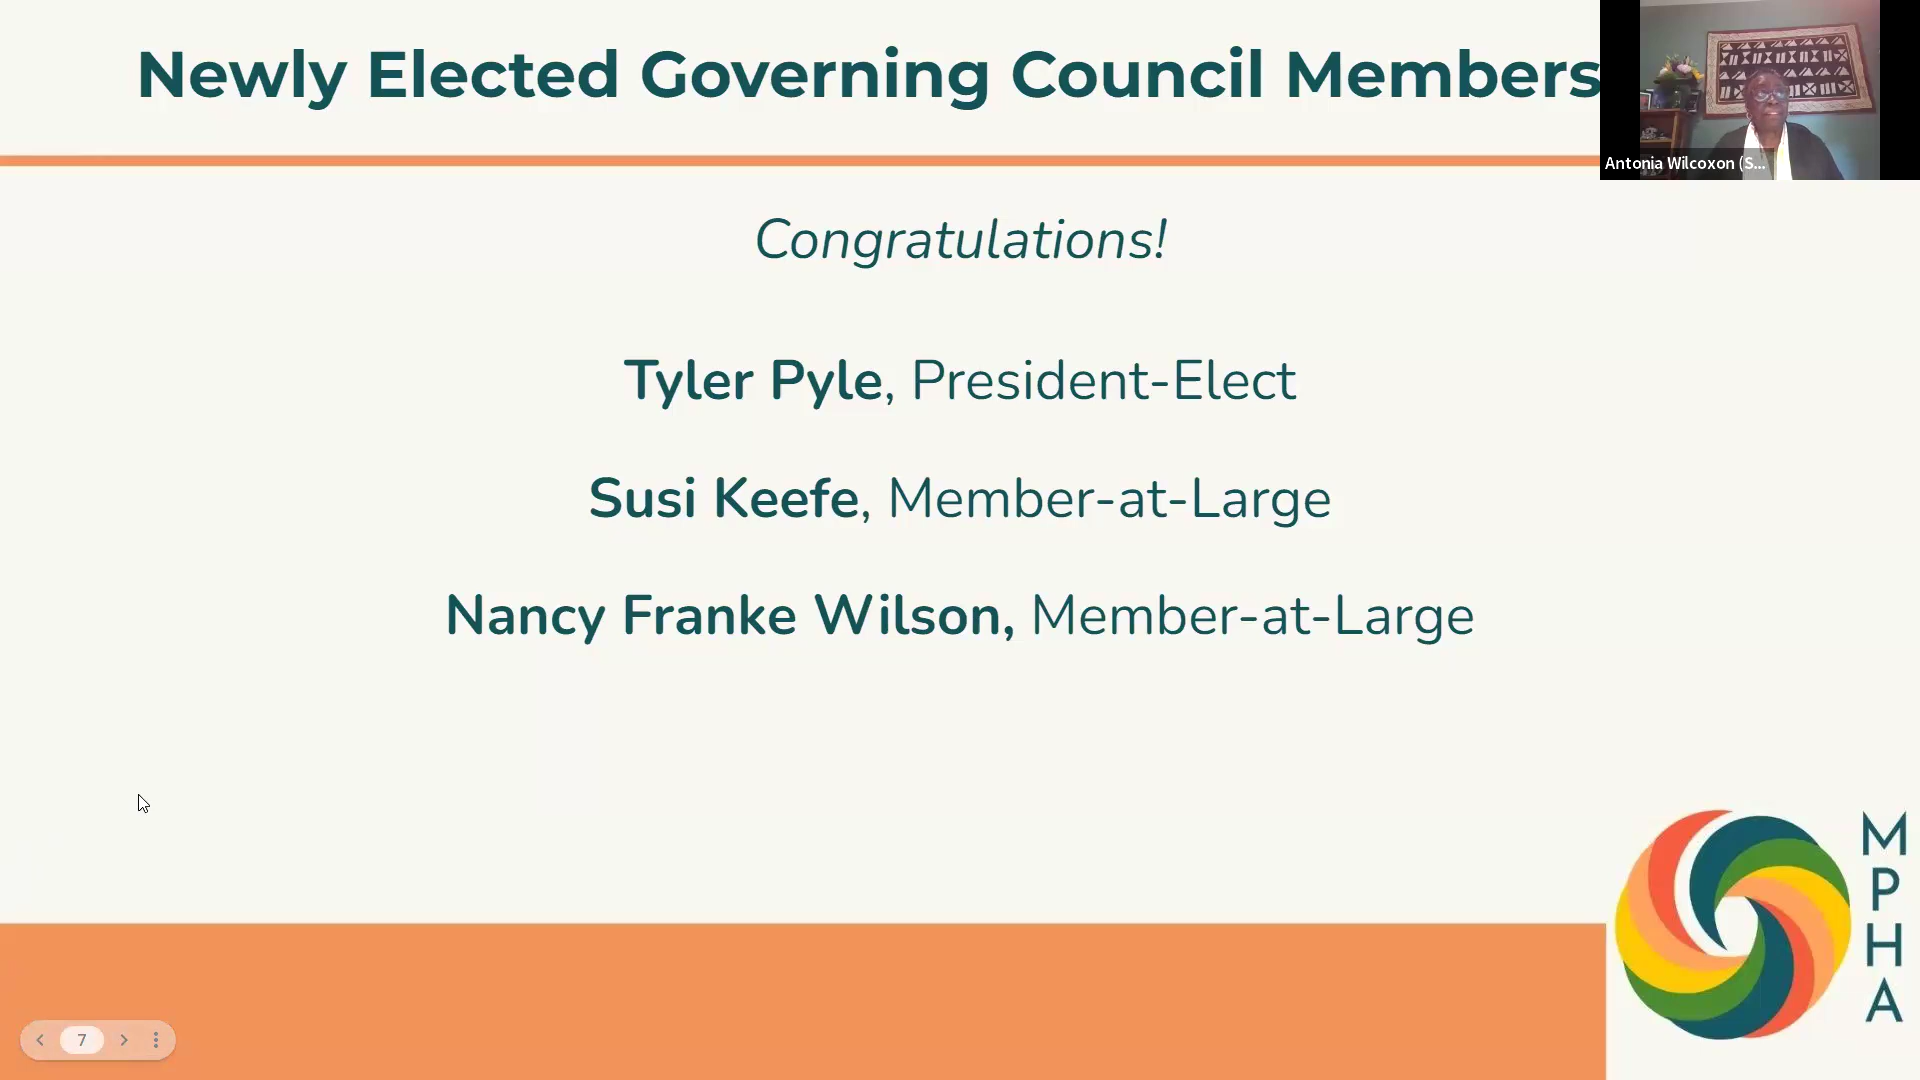 Newly Elected Governing Council Members
Antonia Wilcoxon (S...
Congratulations!
Tyler Pyle, President-Elect
Susi Keefe, Member-at-Large
Nancy Franke Wilson, Member-at-Large
M
P
H
A
7